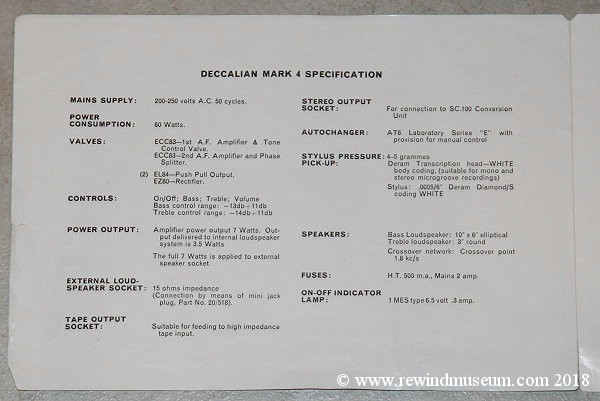 DECCALIAN MARK 4 SPECIFICATION
MAINS SUPPLY: 200-250 volts A.C. 50 cycles.
POWER
CONSUMPTION: 60 Watts.
VALVES: ECC83—1st A.F. Amplifier & Tone
Control Valve.
ECC83—2nd A.F. Amplifier and Phase
Splitter.
(2) EL84—Push Pull Output.
EZ80—Rectifier.
CONTROLS: On/Off; Bass; Treble; Volume
Bass control range: —13db+11db
Treble control range: —14db+11db
POWER OUTPUT: Amplifier power output 7 Watts. Out-
put delivered to internal loudspeaker
system is 3.5 Watts
The full 7 Watts is applied to external
speaker socket
EXTERNAL LOUD-
SPEAKER SOCKET: 15 ohms impedance
(Connection by means of mini jack
plug, Part No. 20/518).
TAPE OUTPUT
SOCKET: Suitable for feeding to high impedance
tape input.
STEREO OUTPUT
SOCKET: For connection to SC.100 Conversion
Unit
AUTOCHANGER: AT6 Laboratory Series "E" with
provision for manual control
STYLUS PRESSURE: 4-5 grammes
PICK-UP: Deram Transcription head—WHITE
body coding, (suitable for mono and
stereo microgroove recordings)
Stylus: .0005/6" Deram Diamond/S
coding WHITE
SPEAKERS: Bass Loudspeaker: 10" x 6" elliptical
Treble loudspeaker: 3" round
Crossover network: Crossover point
1.8 kc/s
FUSES: H.T. 500 m.a., Mains 2 amp.
ON-OFF INDICATOR
LAMP: 1 MES type 6.5 volt .3 amp.
© www.rewindmuseum.com 2018